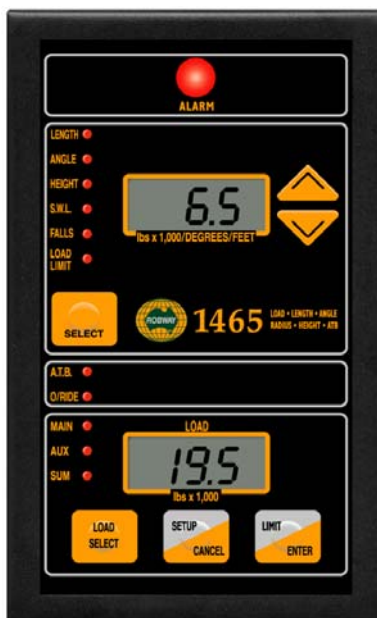 ALARM
LENGTH
ANGLE
HEIGHT
S.W.L.
FALLS
LOAD
LIMIT
6.5
lbs x 1,000/DEGREES/FEET
SELECT
ROBWAY
1465
LOAD • LENGTH • ANGLE
RADIUS • HEIGHT • ATB
A.T.B.
O/RIDE
MAIN
AUX
SUM
LOAD
19.5
lbs x 1,000
LOAD
SELECT
SETUP
CANCEL
LIMIT
ENTER